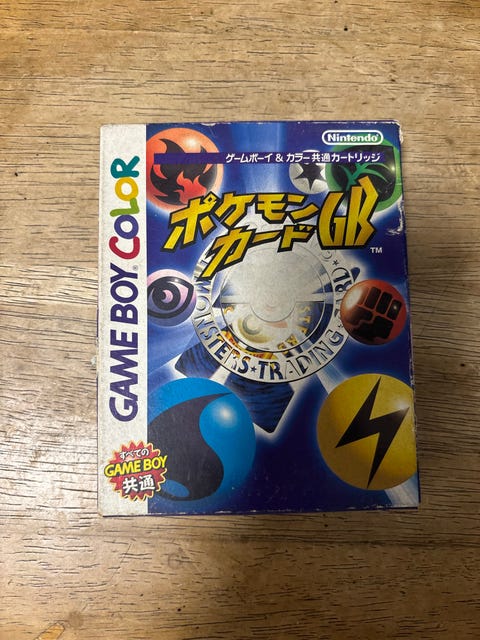 Nintendo
ゲームボーイ & カラー 共通カートリッジ
ポケモン
カードGB
TM
GAME BOY COLOR
MONSTERS★TRADING★CARD
すべての
GAME BOY
共通